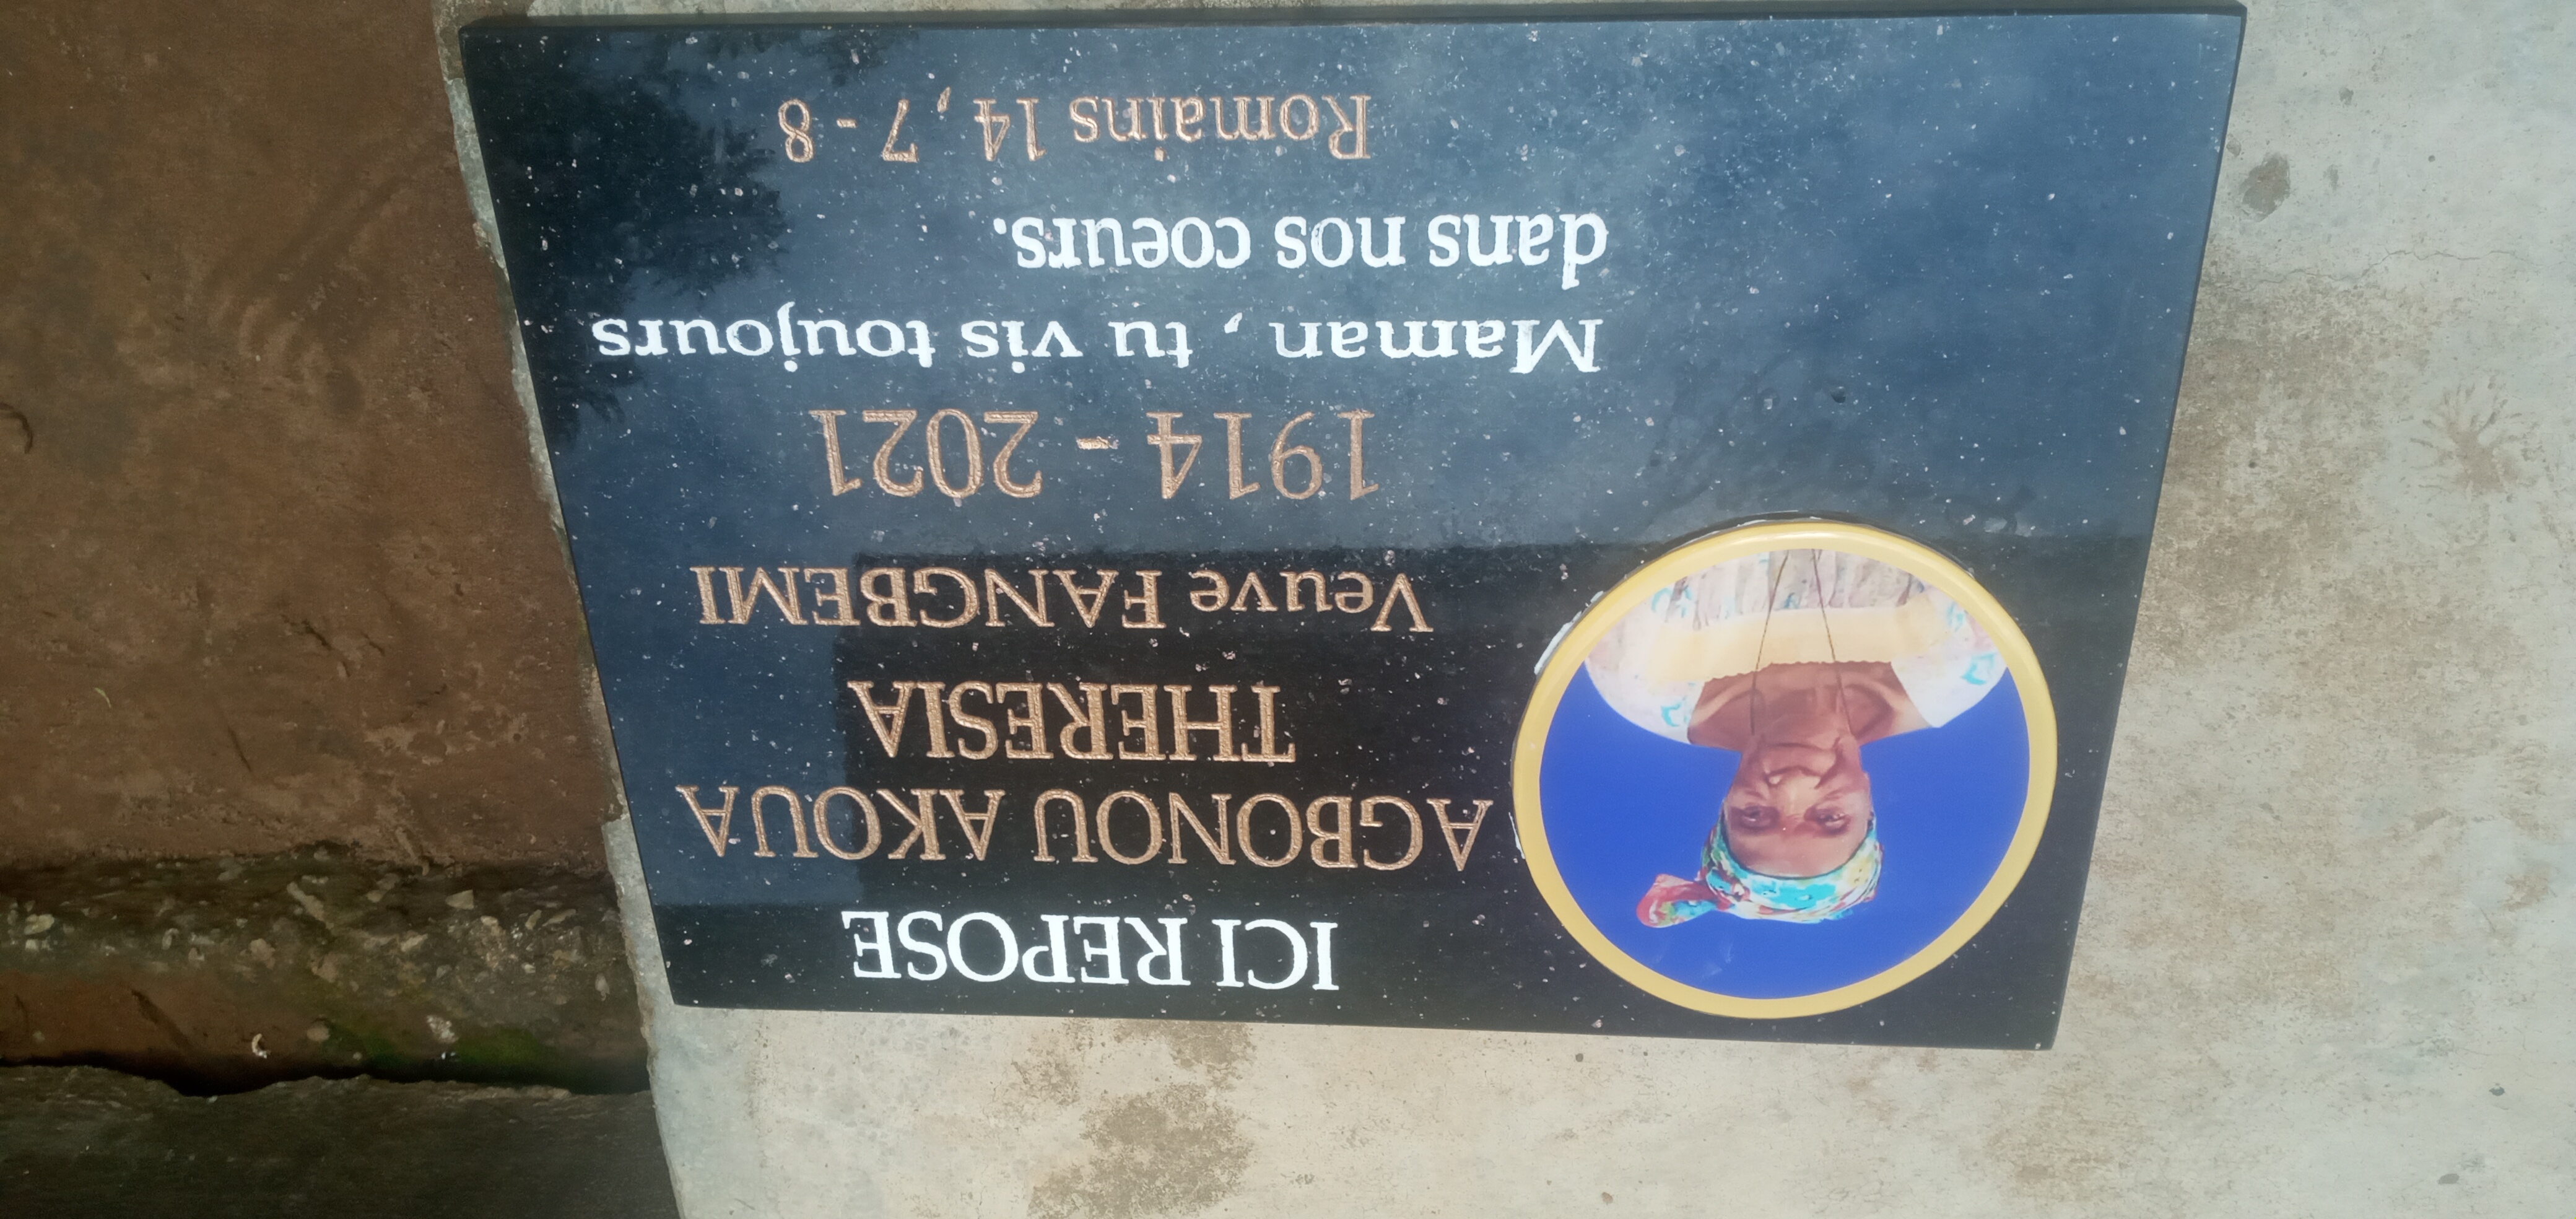 ICI REPOSE
AGBONOU AKOUA
THERESIA
Veuve FANGBEMI
1914 - 2021
Maman , tu vis toujours
dans nos coeurs.
Romains 14 , 7 - 8